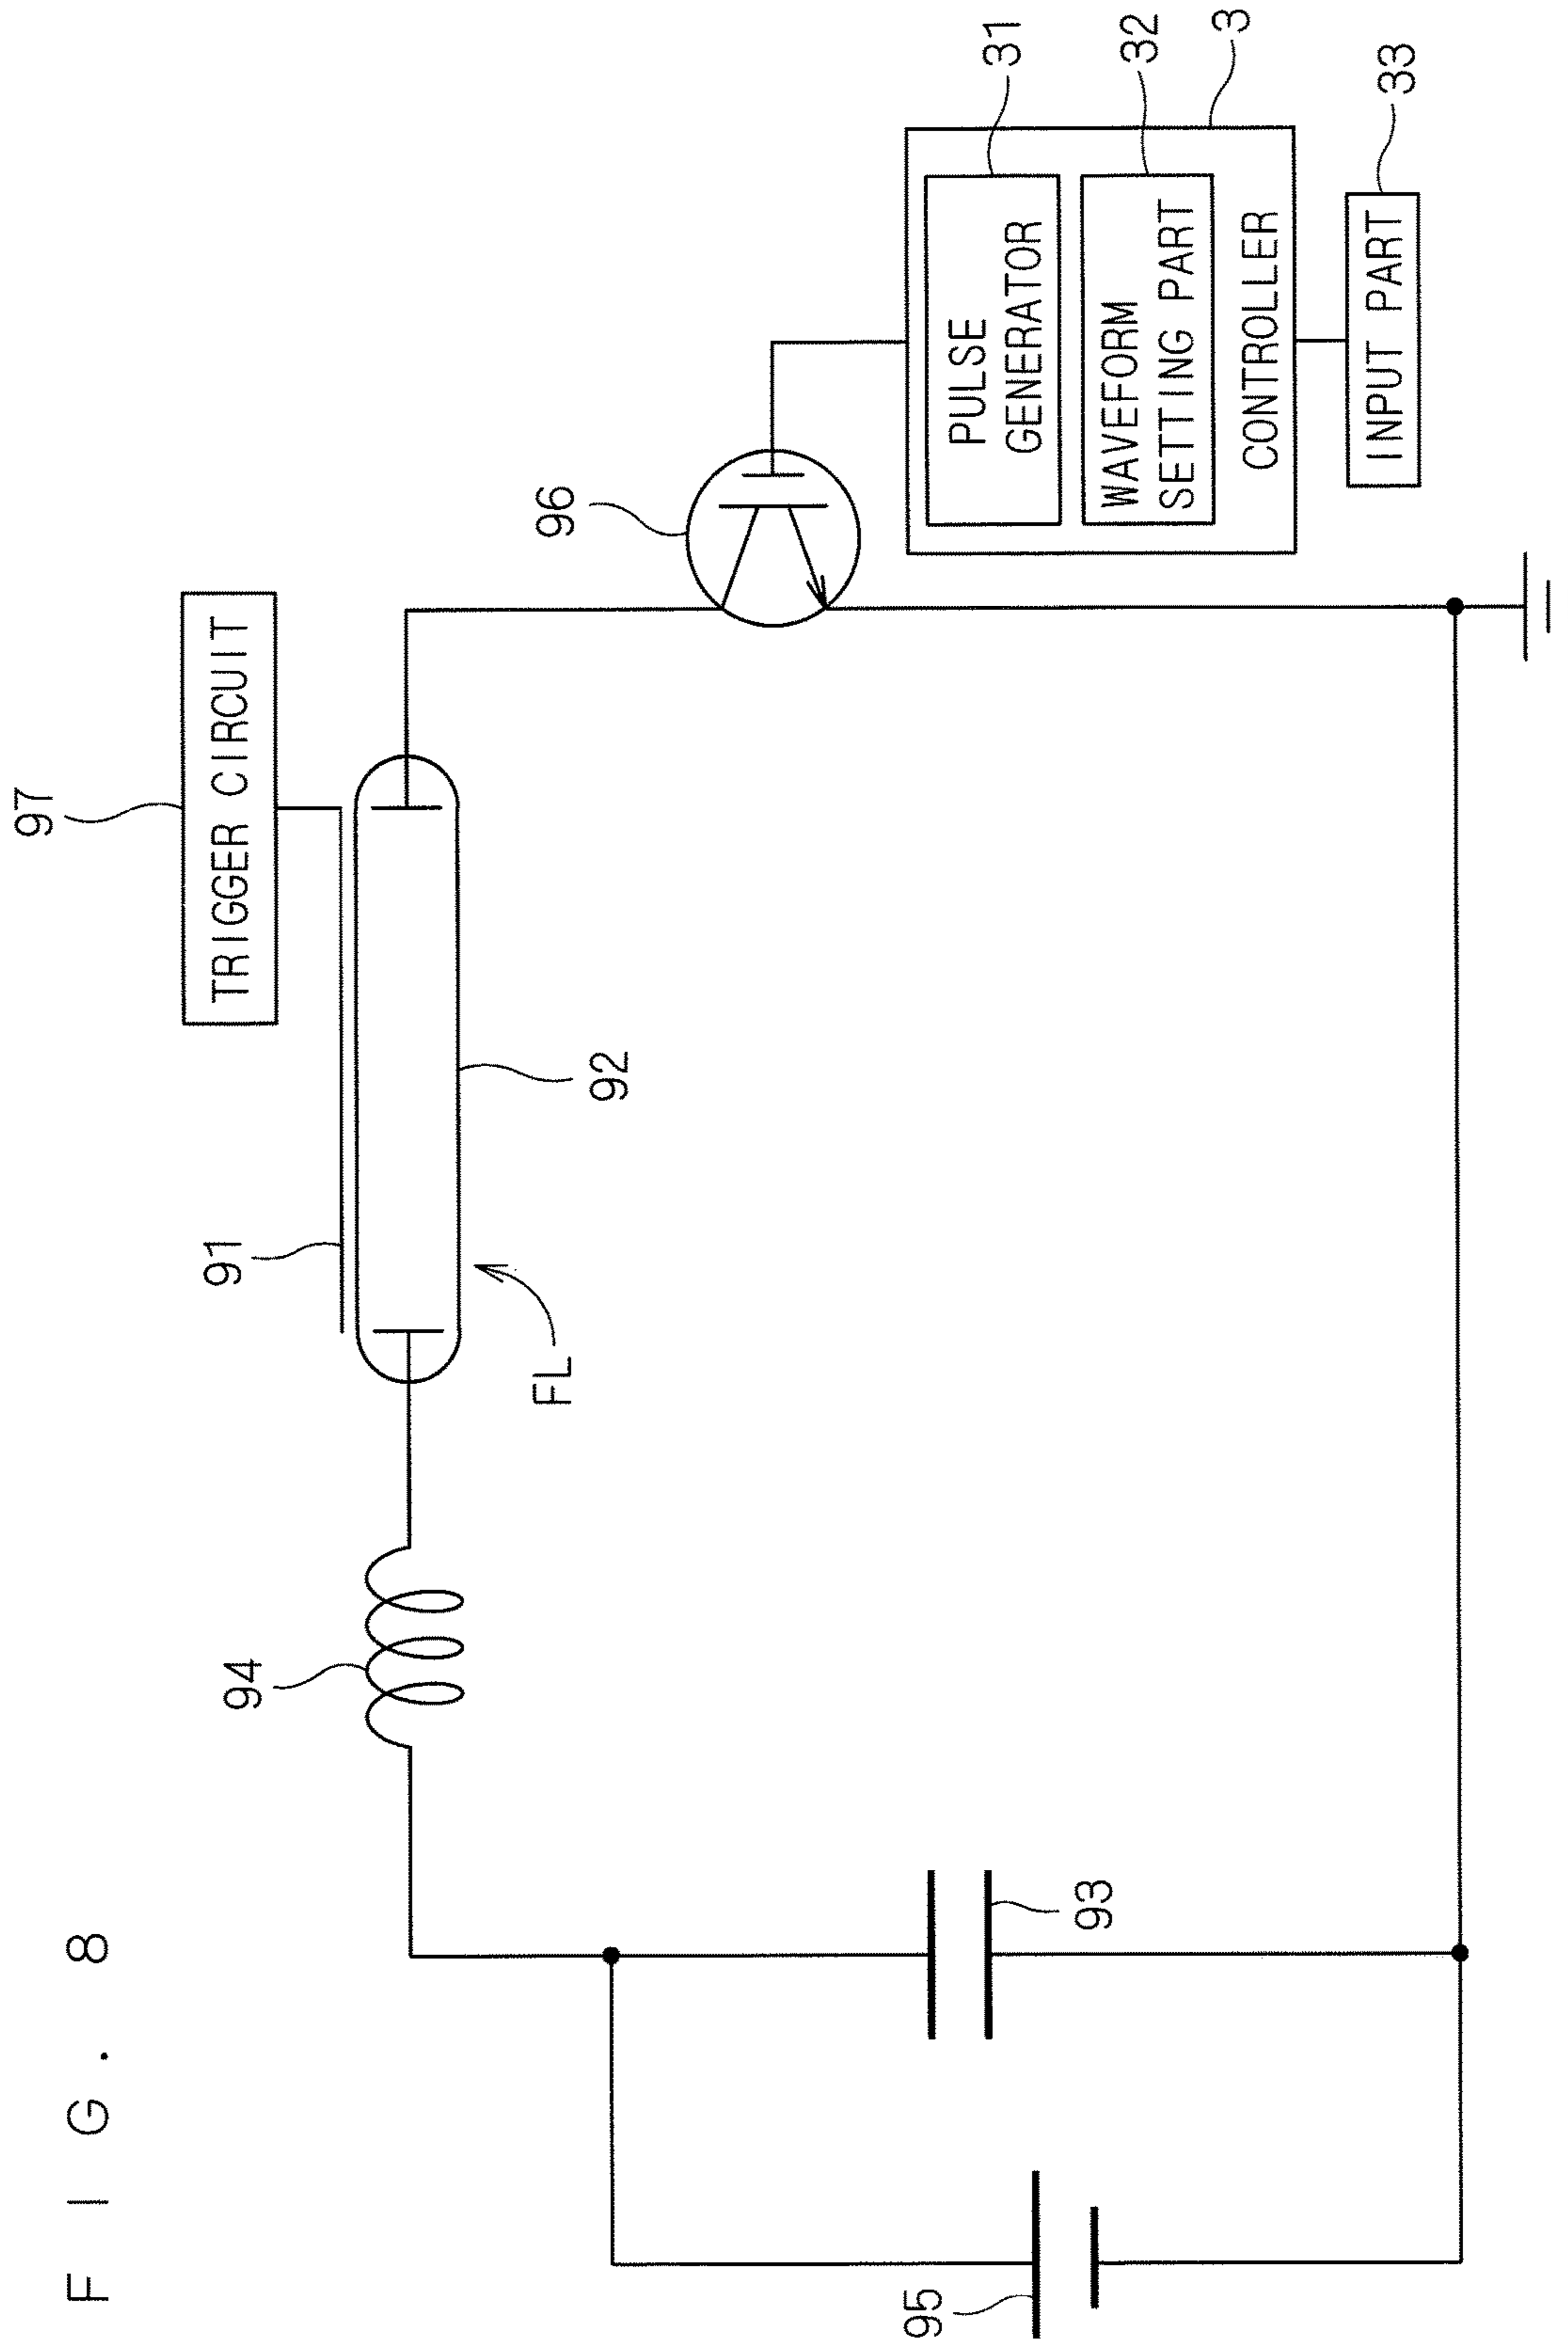 FIG. 8
97
TRIGGER CIRCUIT
91
94
92
FL
96
31
PULSE
GENERATOR
32
WAVEFORM
SETTING PART
3
CONTROLLER
33
INPUT PART
93
95